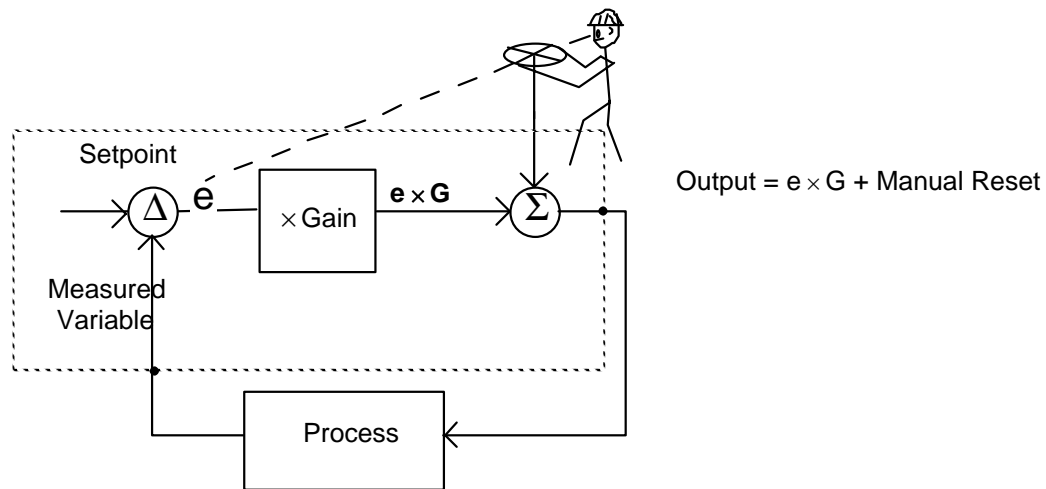 Setpoint
Δ
e
× Gain
e × G
Σ
Output = e × G + Manual Reset
Measured
Variable
Process